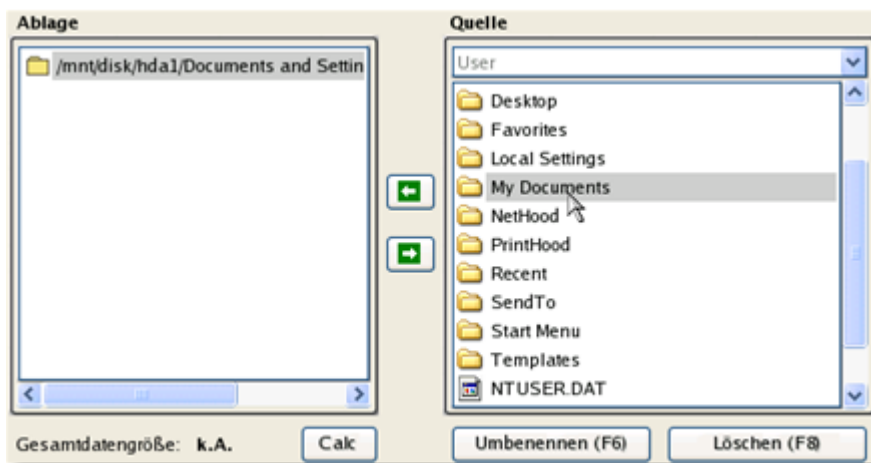 Ablage
/mnt/disk/hda1/Documents and Settin
Gesamtdatengröße: k.A.
Calc
Quelle
User
Desktop
Favorites
Local Settings
My Documents
NetHood
PrintHood
Recent
SendTo
Start Menu
Templates
NTUSER.DAT
Umbenennen (F6)
Löschen (F8)